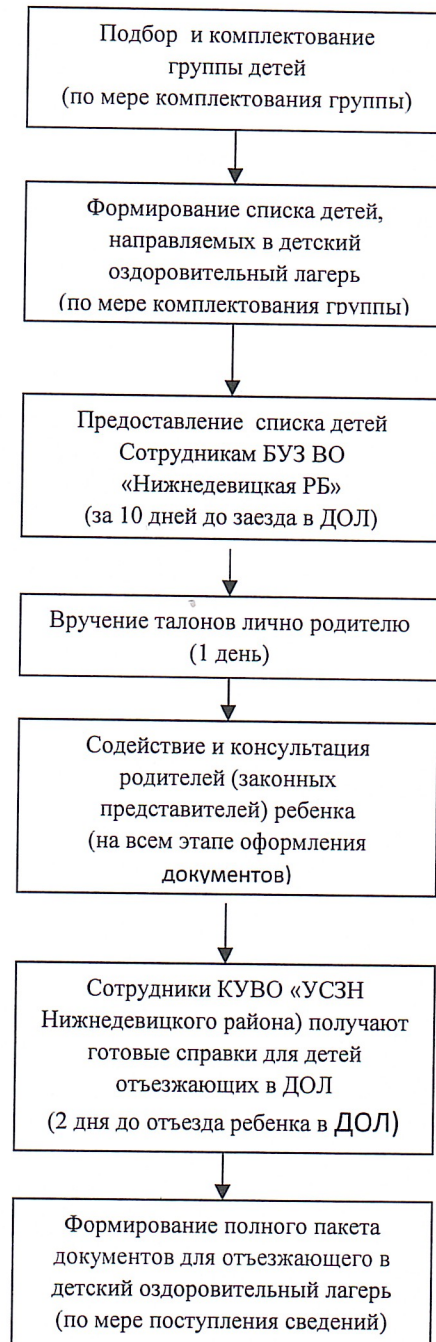 Подбор и комплектование
группы детей
(по мере комплектования группы)
Формирование списка детей,
направляемых в детский
оздоровительный лагерь
(по мере комплектования группы)
Предоставление списка детей
Сотрудникам БУЗ ВО
«Нижнедевицкая РБ»
(за 10 дней до заезда в ДОЛ)
Вручение талонов лично родителю
(1 день)
Содействие и консультация
родителей (законных
представителей) ребенка
(на всем этапе оформления
документов)
Сотрудники КУВО «УСЗН
Нижнедевицкого района) получают
готовые справки для детей
отъезжающих в ДОЛ
(2 дня до отъезда ребенка в ДОЛ)
Формирование полного пакета
документов для отъезжающего в
детский оздоровительный лагерь
(по мере поступления сведений)